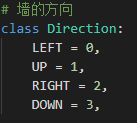 # 墙的方向
class Direction:
    LEFT = 0,
    UP = 1,
    RIGHT = 2,
    DOWN = 3,